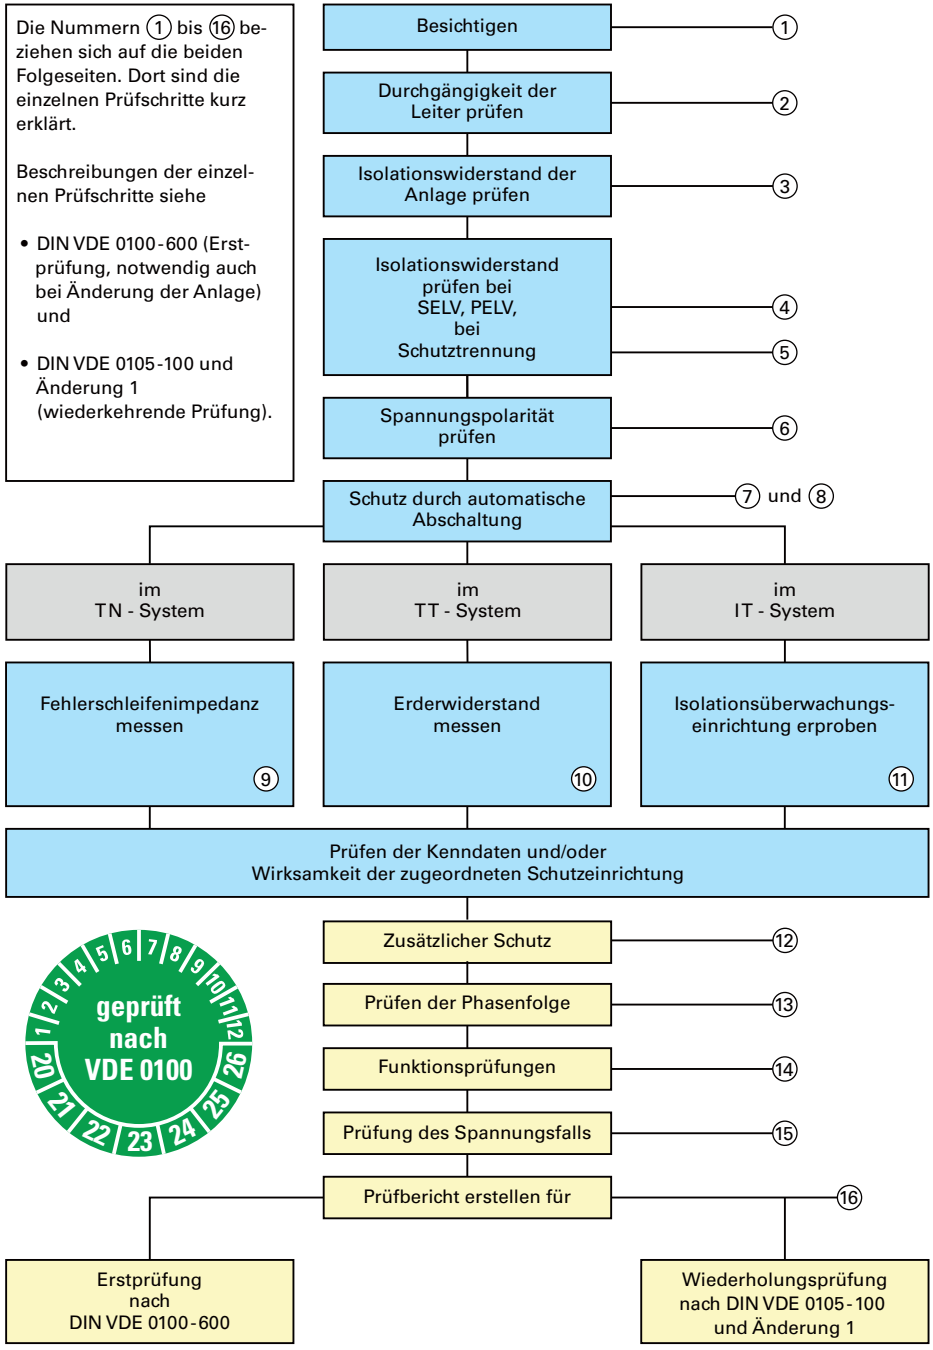 Die Nummern ① bis ⑯ be-
ziehen sich auf die beiden
Folgeseiten. Dort sind die
einzelnen Prüfschritte kurz
erklärt.
Beschreibungen der einzel-
nen Prüfschritte siehe
• DIN VDE 0100-600 (Erst-
prüfung, notwendig auch
bei Änderung der Anlage)
und
• DIN VDE 0105-100 und
Änderung 1
(wiederkehrende Prüfung).
Besichtigen
①
Durchgängigkeit der
Leiter prüfen
②
Isolationswiderstand der
Anlage prüfen
③
Isolationswiderstand
prüfen bei
SELV, PELV,
④
bei
Schutztrennung
⑤
Spannungspolarität
prüfen
⑥
Schutz durch automatische
Abschaltung
⑦ und ⑧
im
TN - System
im
TT - System
im
IT - System
Fehlerschleifenimpedanz
messen
⑨
Erderwiderstand
messen
⑩
Isolationsüberwachungs-
einrichtung erproben
⑪
Prüfen der Kenndaten und/oder
Wirksamkeit der zugeordneten Schutzeinrichtung
Zusätzlicher Schutz
⑫
Prüfen der Phasenfolge
⑬
Funktionsprüfungen
⑭
Prüfung des Spannungsfalls
⑮
Prüfbericht erstellen für
⑯
Erstprüfung
nach
DIN VDE 0100-600
Wiederholungsprüfung
nach DIN VDE 0105-100
und Änderung 1
1 2 3 4 5 6 7 8 9 10 11 12
geprüft
nach
VDE 0100
20 21 22 23 24 25 26